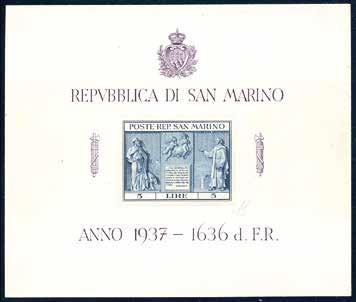 REPVBBLICA DI SAN MARINO
POSTE·REP. SAN MARINO
5 LIRE 5
ANNO 1937 – 1636 d. F. R.